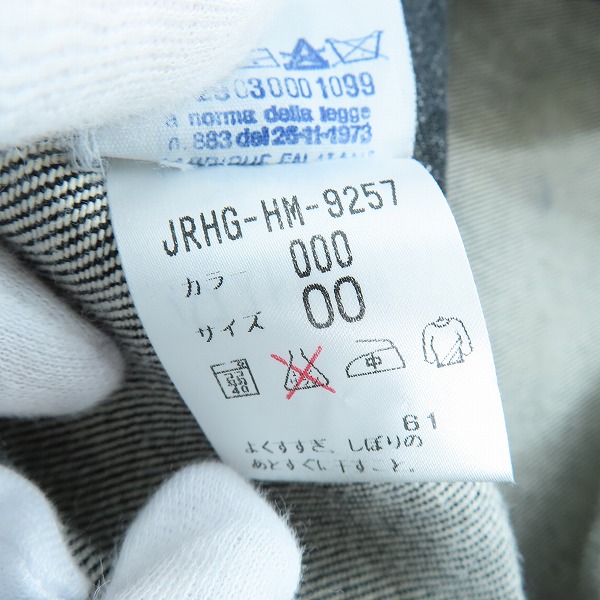 030001099
a norma della legge
n. 883 del 26-11-1973
JRHG-HM-9257
カラー 000
サイズ 00
中
61
よくすすぎ、しぼりの
あとすぐに干すこと。